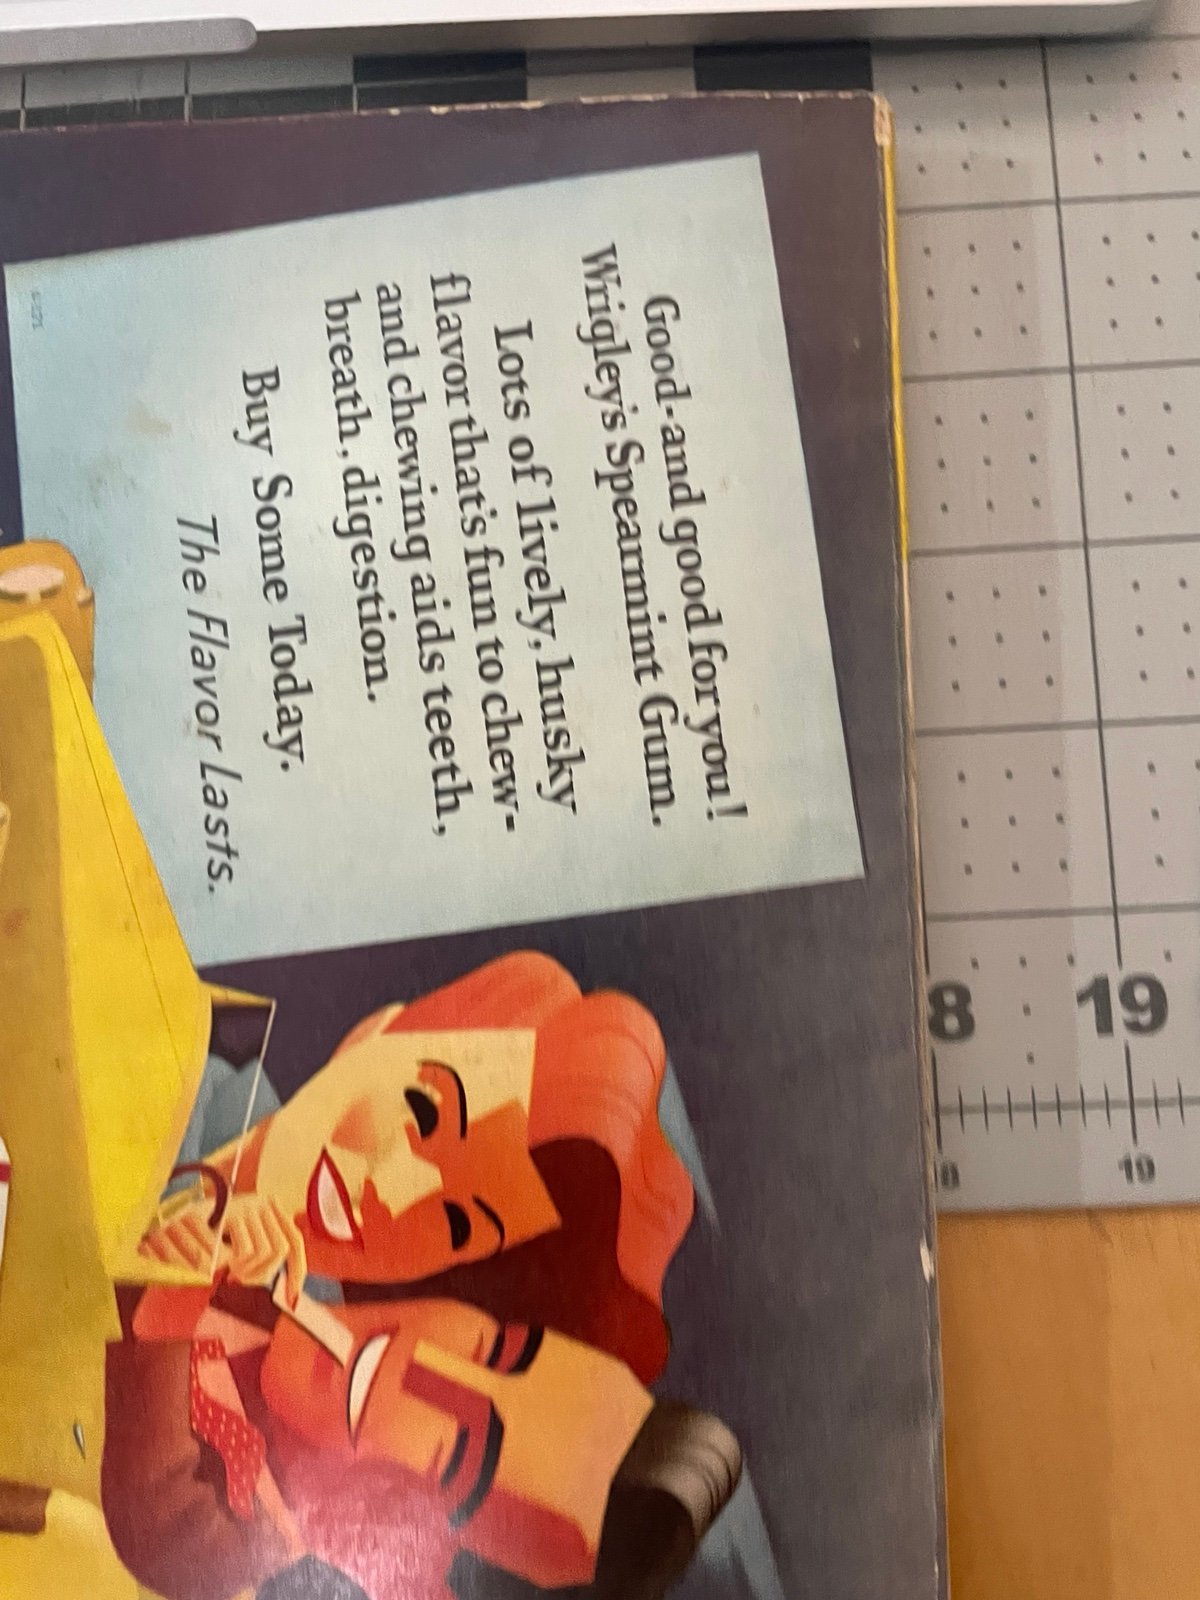 Good-and good for you!
Wrigley's Spearmint Gum.
Lots of lively, husky
flavor that's fun to chew-
and chewing aids teeth,
breath, digestion.
Buy Some Today.
The Flavor Lasts.
8
19
19